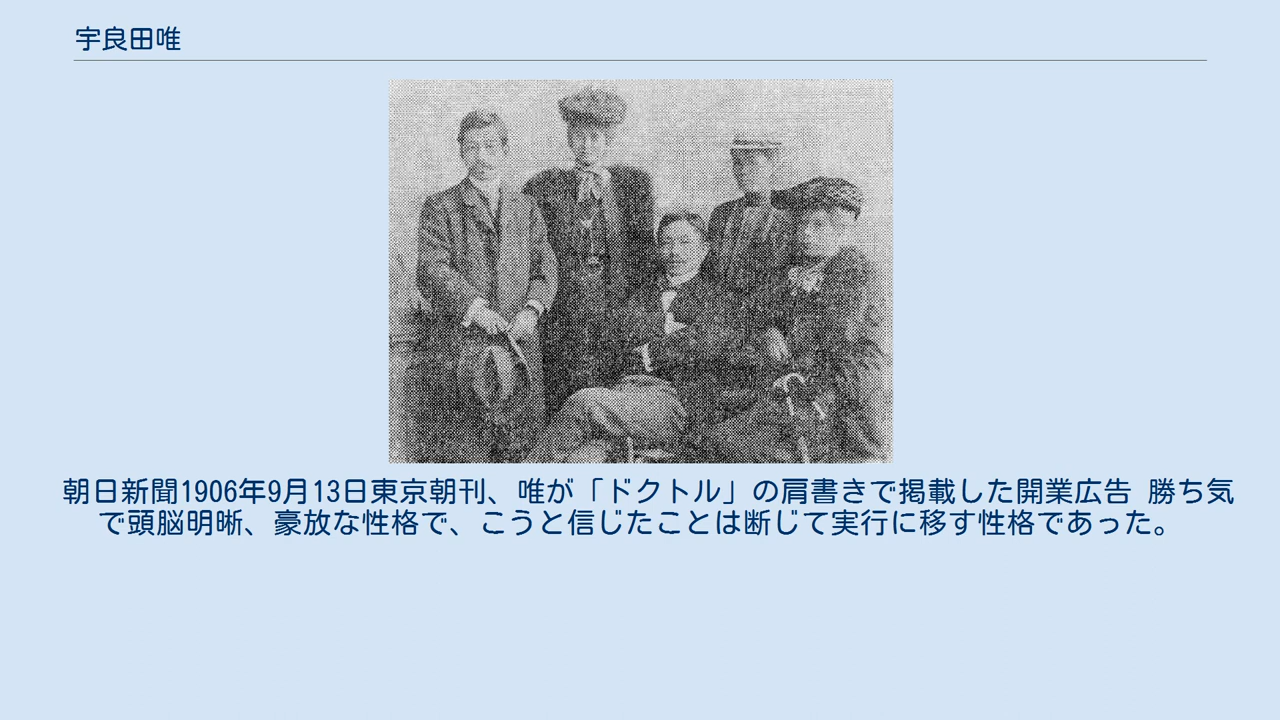 宇良田唯
朝日新聞1906年9月13日東京朝刊、唯が「ドクトル」の肩書きで掲載した開業広告 勝ち気
で頭脳明晰、豪放な性格で、こうと信じたことは断じて実行に移す性格であった。